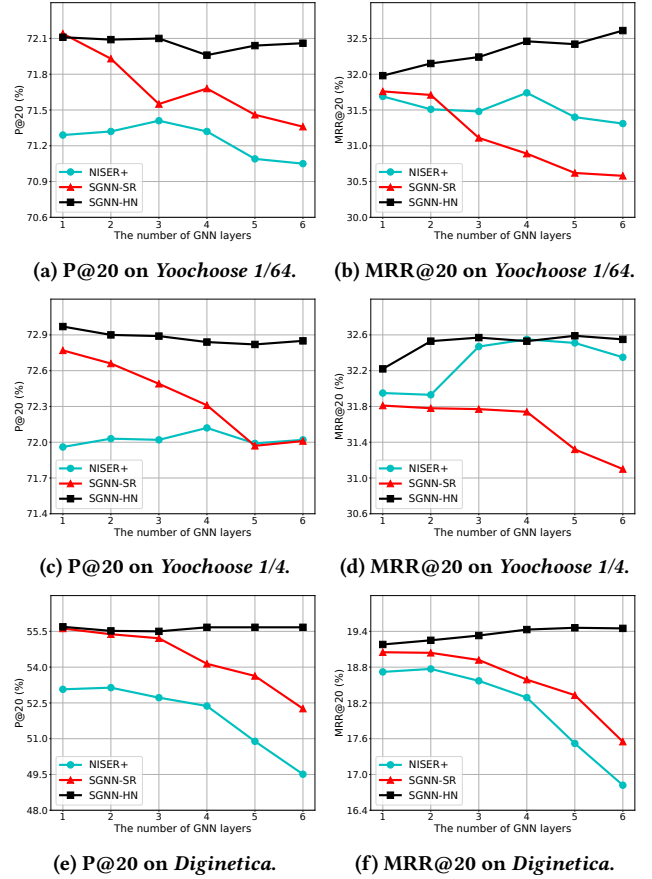 72.1
71.8
71.5
71.2
70.9
70.6
P@20 (%)
NISER+
SGNN-SR
SGNN-HN
1 2 3 4 5 6
The number of GNN layers
(a) P@20 on Yoochoose 1/64.
32.5
32.0
31.5
31.0
30.5
30.0
MRR@20 (%)
NISER+
SGNN-SR
SGNN-HN
1 2 3 4 5 6
The number of GNN layers
(b) MRR@20 on Yoochoose 1/64.
72.9
72.6
72.3
72.0
71.7
71.4
P@20 (%)
NISER+
SGNN-SR
SGNN-HN
1 2 3 4 5 6
The number of GNN layers
(c) P@20 on Yoochoose 1/4.
32.6
32.2
31.8
31.4
31.0
30.6
MRR@20 (%)
NISER+
SGNN-SR
SGNN-HN
1 2 3 4 5 6
The number of GNN layers
(d) MRR@20 on Yoochoose 1/4.
55.5
54.0
52.5
51.0
49.5
48.0
P@20 (%)
NISER+
SGNN-SR
SGNN-HN
1 2 3 4 5 6
The number of GNN layers
(e) P@20 on Diginetica.
19.4
18.8
18.2
17.6
17.0
16.4
MRR@20 (%)
NISER+
SGNN-SR
SGNN-HN
1 2 3 4 5 6
The number of GNN layers
(f) MRR@20 on Diginetica.